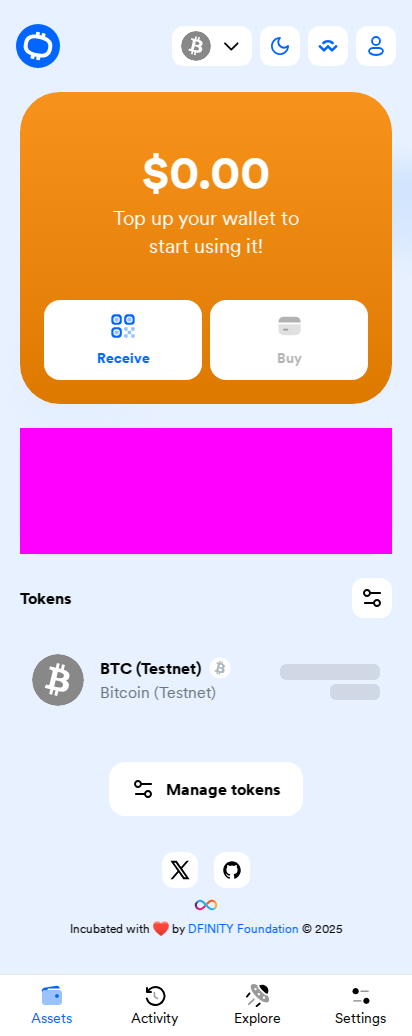 $0.00
Top up your wallet to
start using it!
Receive
Buy
Tokens
BTC (Testnet)
Bitcoin (Testnet)
Manage tokens
Incubated with ❤️ by DFINITY Foundation © 2025
Assets
Activity
Explore
Settings